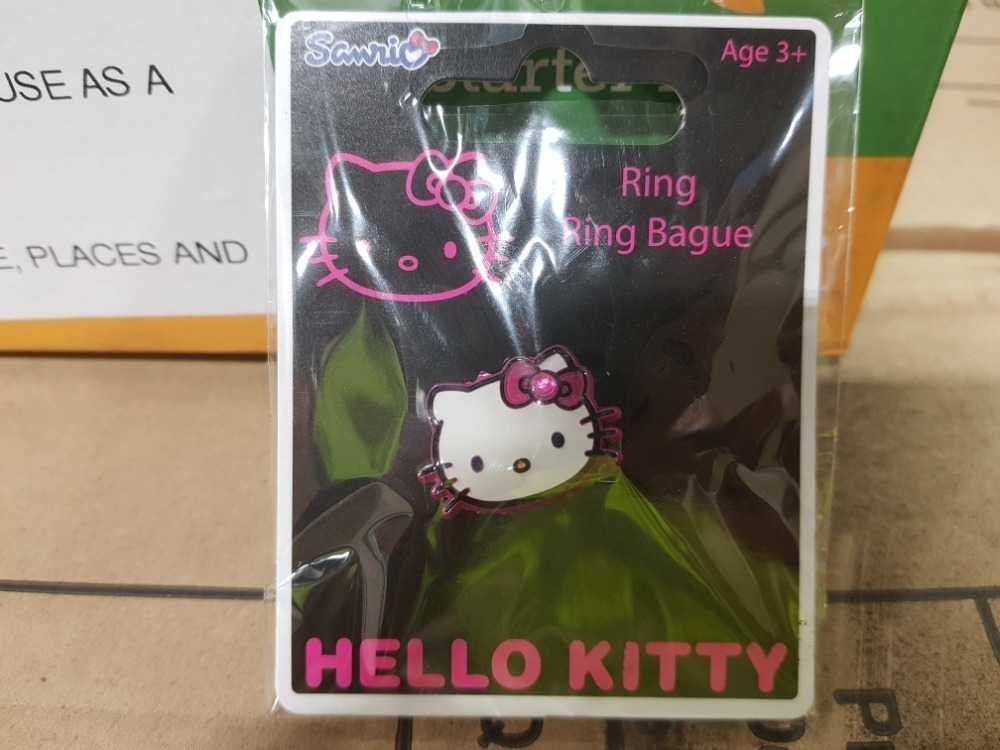 USE AS A
E, PLACES AND
Sanrio
Age 3+
Ring
Ring Bague
HELLO KITTY